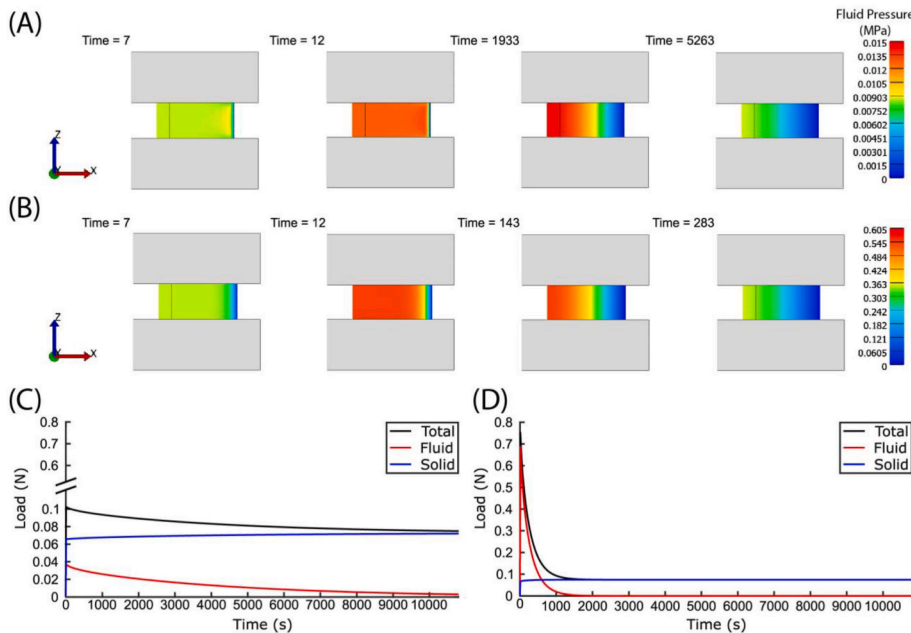 (A)
Time = 7
Time = 12
Time = 1933
Time = 5263
Fluid Pressure
(MPa)
0.015
0.0135
0.012
0.0105
0.00903
0.00752
0.00602
0.00451
0.00301
0.0015
0
Z
Y
X
(B)
Time = 7
Time = 12
Time = 143
Time = 283
0.605
0.545
0.484
0.424
0.363
0.303
0.242
0.182
0.121
0.0605
0
Z
Y
X
(C)
Load (N)
0.8
0.7
0.6
0.1
0.08
0.06
0.04
0.02
0
Total
Fluid
Solid
0 1000 2000 3000 4000 5000 6000 7000 8000 9000 10000
Time (s)
(D)
Load (N)
0.8
0.7
0.6
0.5
0.4
0.3
0.2
0.1
0
Total
Fluid
Solid
0 1000 2000 3000 4000 5000 6000 7000 8000 9000 10000
Time (s)